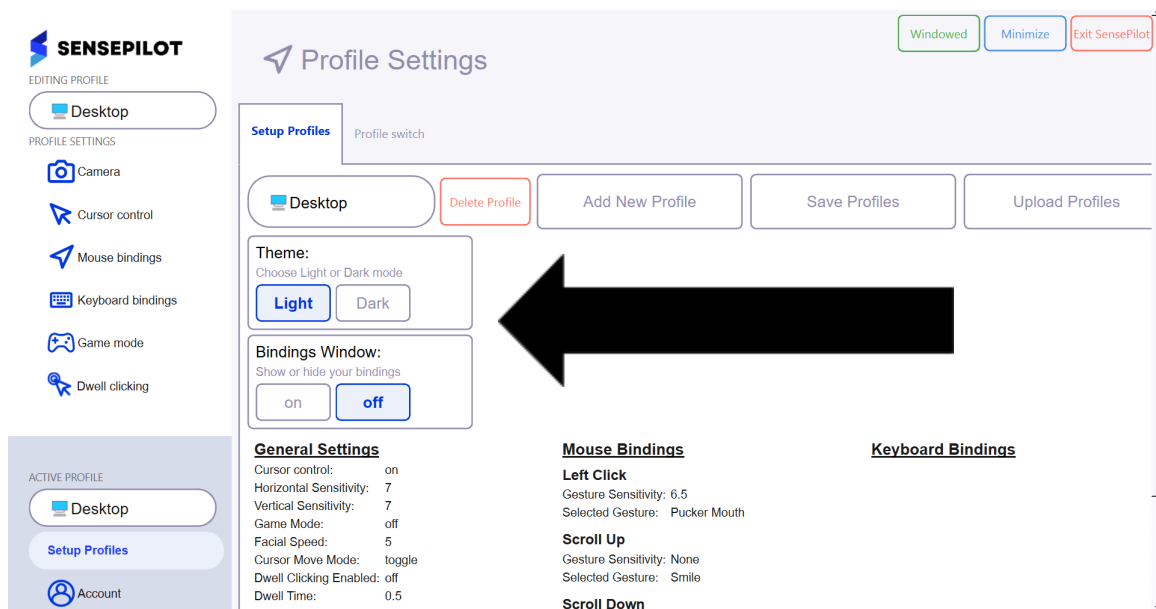 SENSEPILOT
EDITING PROFILE
Desktop
PROFILE SETTINGS
Camera
Cursor control
Mouse bindings
Keyboard bindings
Game mode
Dwell clicking
ACTIVE PROFILE
Desktop
Setup Profiles
Account
Profile Settings
Windowed
Minimize
Exit SensePilot
Setup Profiles
Profile switch
Desktop
Delete Profile
Add New Profile
Save Profiles
Upload Profiles
Theme:
Choose Light or Dark mode
Light Dark
Bindings Window:
Show or hide your bindings
on off
General Settings
Cursor control: on
Horizontal Sensitivity: 7
Vertical Sensitivity: 7
Game Mode: off
Facial Speed: 5
Cursor Move Mode: toggle
Dwell Clicking Enabled: off
Dwell Time: 0.5
Mouse Bindings
Left Click
Gesture Sensitivity: 6.5
Selected Gesture: Pucker Mouth
Scroll Up
Gesture Sensitivity: None
Selected Gesture: Smile
Scroll Down
Keyboard Bindings